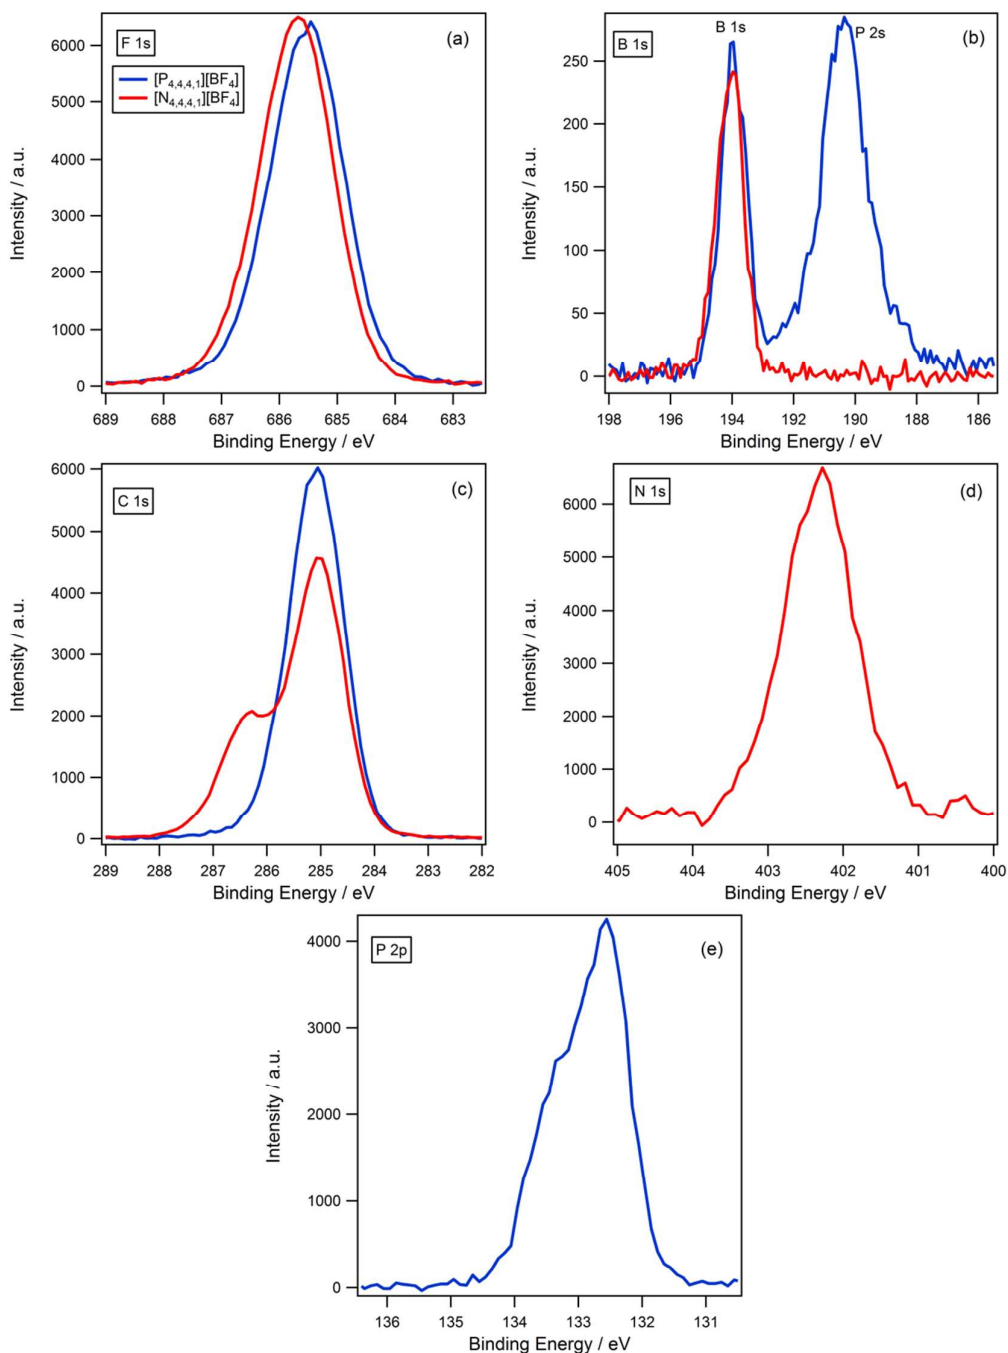 F 1s
(a)
[P4,4,4,1][BF4]
[N4,4,4,1][BF4]
6000
5000
4000
3000
2000
1000
0
Intensity / a.u.
689
688
687
686
685
684
683
Binding Energy / eV
B 1s
B 1s
P 2s
(b)
250
200
150
100
50
0
Intensity / a.u.
198
196
194
192
190
188
186
Binding Energy / eV
C 1s
(c)
6000
5000
4000
3000
2000
1000
0
Intensity / a.u.
289
288
287
286
285
284
283
282
Binding Energy / eV
N 1s
(d)
6000
5000
4000
3000
2000
1000
0
Intensity / a.u.
405
404
403
402
401
400
Binding Energy / eV
P 2p
(e)
4000
3000
2000
1000
0
Intensity / a.u.
136
135
134
133
132
131
Binding Energy / eV